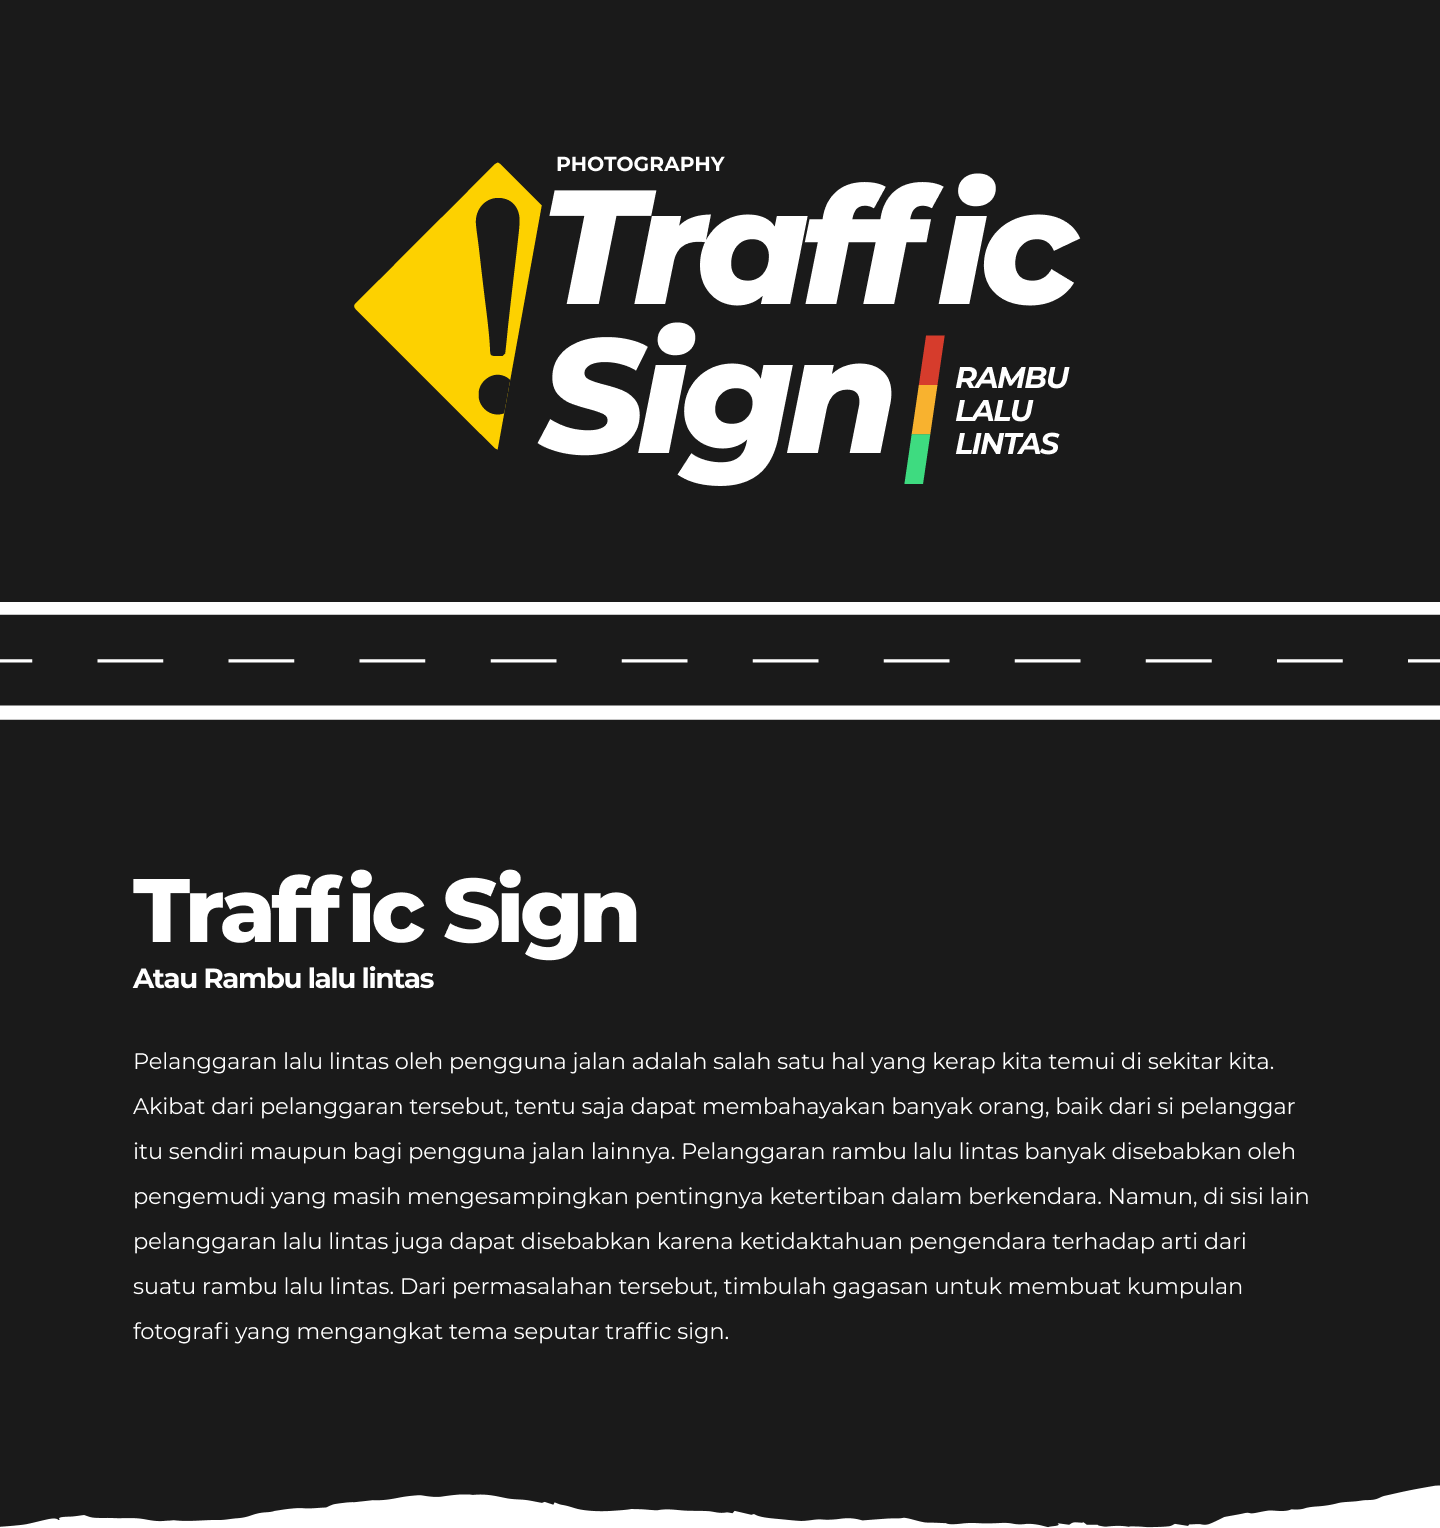 PHOTOGRAPHY
Traffic
Sign
RAMBU
LALU
LINTAS
Traffic Sign
Atau Rambu lalu lintas
Pelanggaran lalu lintas oleh pengguna jalan adalah salah satu hal yang kerap kita temui di sekitar kita.
Akibat dari pelanggaran tersebut, tentu saja dapat membahayakan banyak orang, baik dari si pelanggar
itu sendiri maupun bagi pengguna jalan lainnya. Pelanggaran rambu lalu lintas banyak disebabkan oleh
pengemudi yang masih mengesampingkan pentingnya ketertiban dalam berkendara. Namun, di sisi lain
pelanggaran lalu lintas juga dapat disebabkan karena ketidaktahuan pengendara terhadap arti dari
suatu rambu lalu lintas. Dari permasalahan tersebut, timbulah gagasan untuk membuat kumpulan
fotografi yang mengangkat tema seputar traffic sign.